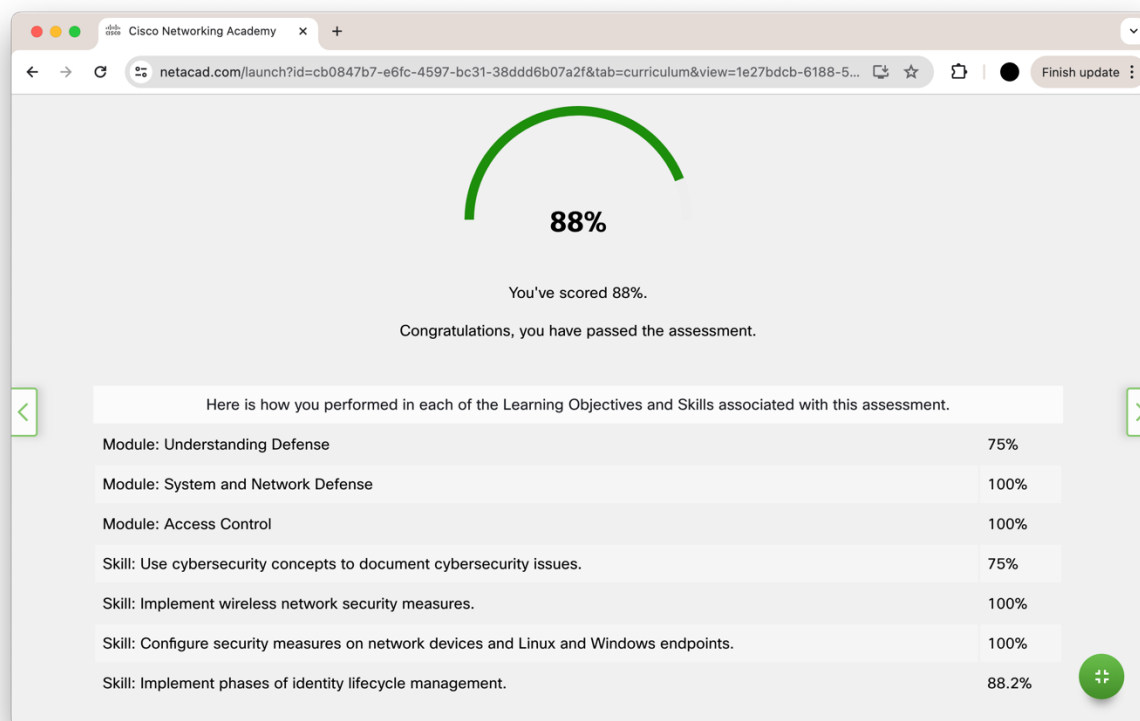 CISCO Cisco Networking Academy
netacad.com/launch?id=cb0847b7-e6fc-4597-bc31-38ddd6b07a2f&tab=curriculum&view=1e27bdcb-6188-5...
Finish update
88%
You've scored 88%.
Congratulations, you have passed the assessment.
Here is how you performed in each of the Learning Objectives and Skills associated with this assessment.
Module: Understanding Defense 75%
Module: System and Network Defense 100%
Module: Access Control 100%
Skill: Use cybersecurity concepts to document cybersecurity issues. 75%
Skill: Implement wireless network security measures. 100%
Skill: Configure security measures on network devices and Linux and Windows endpoints. 100%
Skill: Implement phases of identity lifecycle management. 88.2%